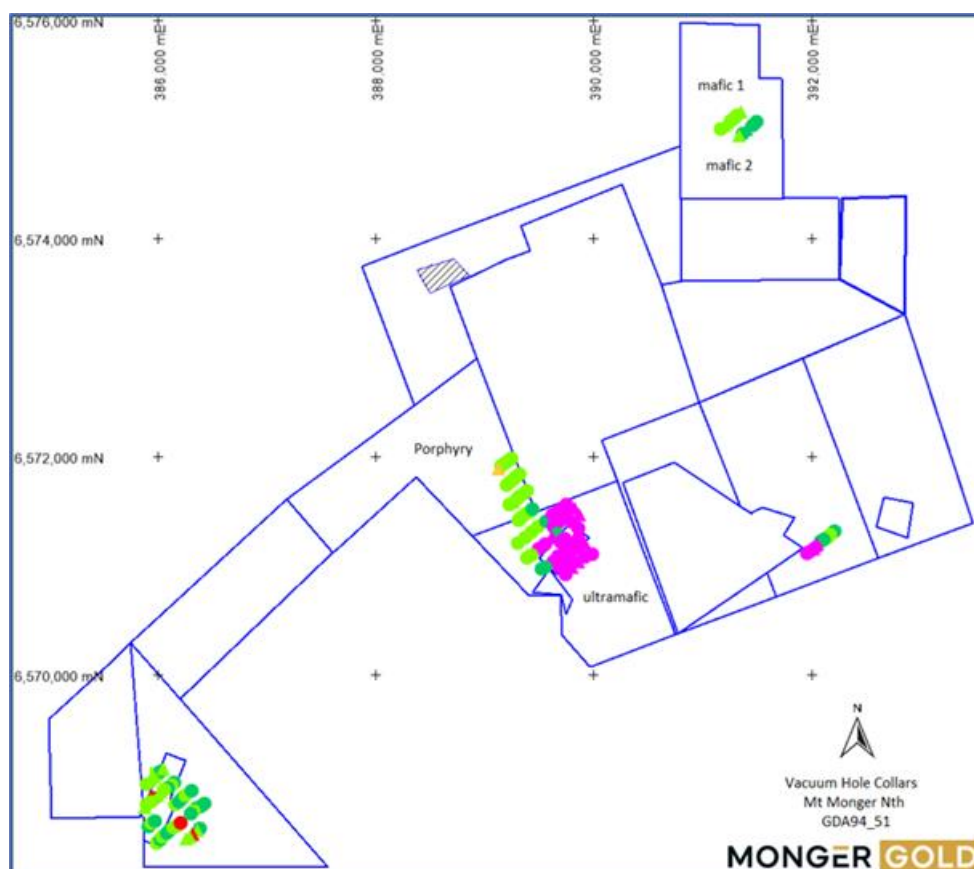 6,576,000 mN
386,000 mE
388,000 mE
390,000 mE
392,000 mE
mafic 1
mafic 2
6,574,000 mN
6,572,000 mN
Porphyry
ultramafic
6,570,000 mN
N
Vacuum Hole Collars
Mt Monger Nth
GDA94_51
MONGER GOLD